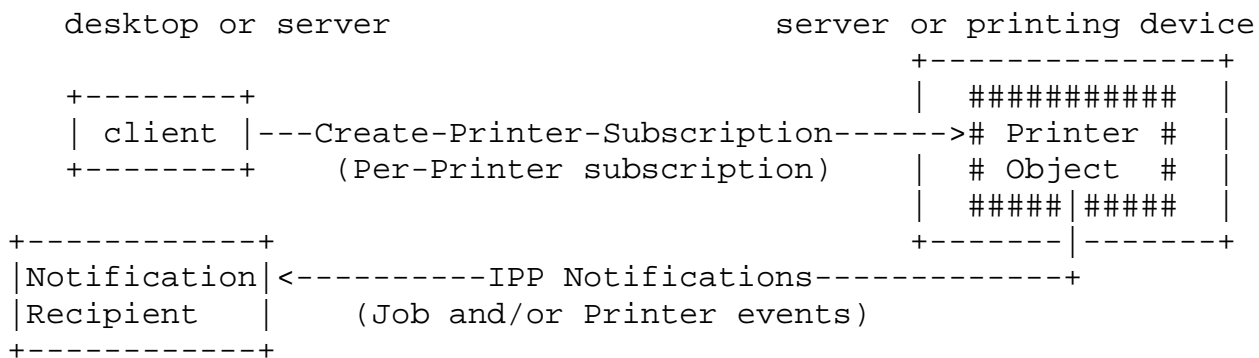 desktop or server server or printing device
client ---Create-Printer-Subscription------> # Printer #
(Per-Printer subscription) # Object #
Notification <----------IPP Notifications-------------+
Recipient (Job and/or Printer events)